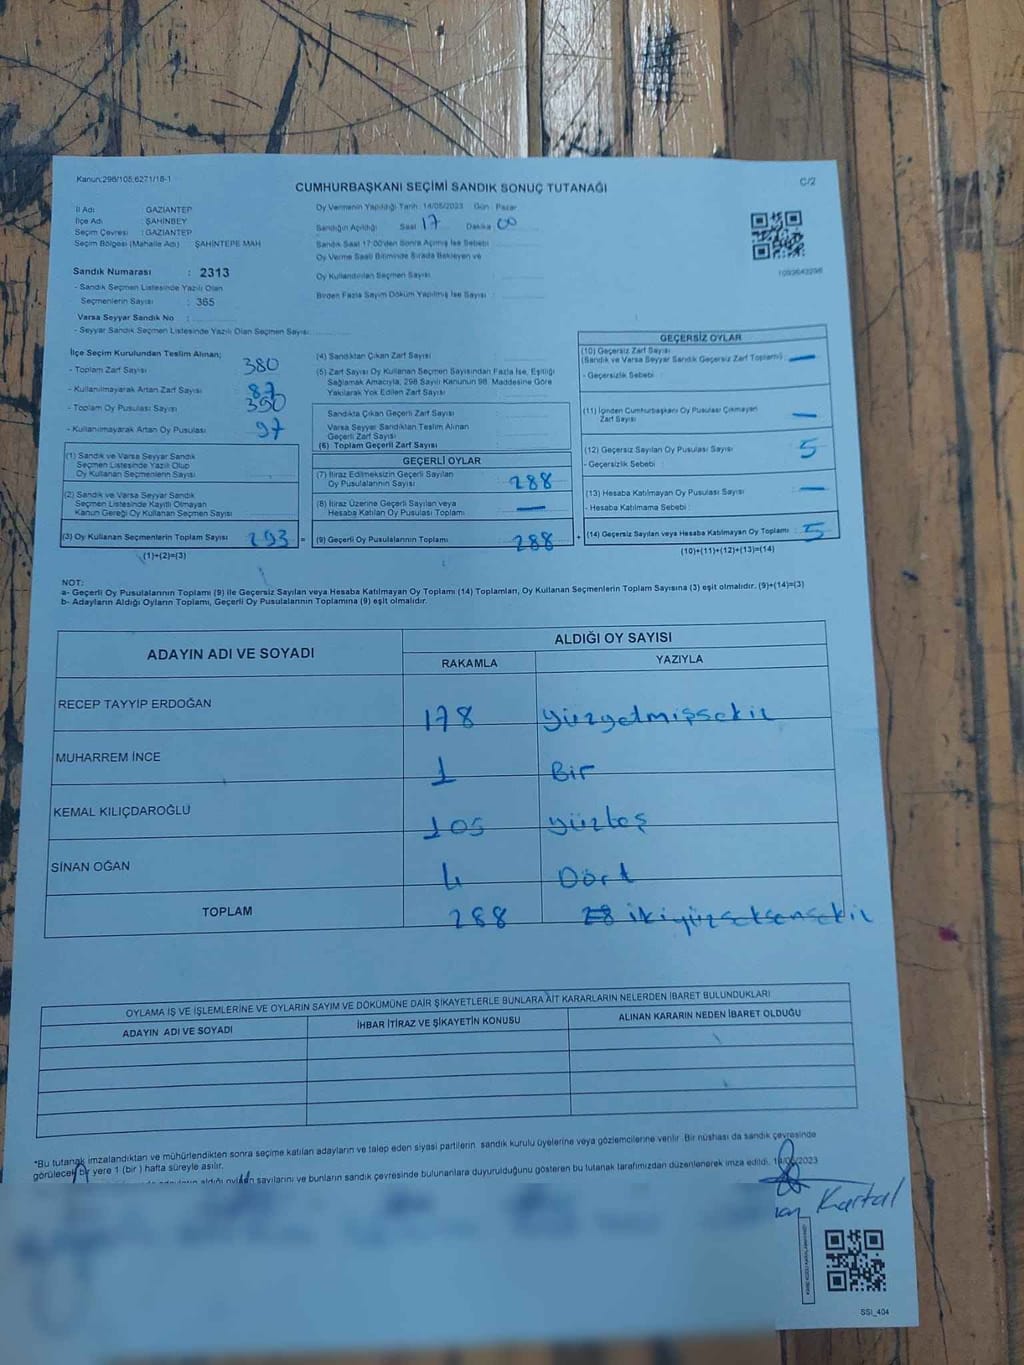 Kanun;298/105;6271/18-1
CUMHURBAŞKANI SEÇİMİ SANDIK SONUÇ TUTANAĞI
C/2
İl Adı : GAZİANTEP
İlçe Adı : ŞAHİNBEY
Seçim Çevresi : GAZİANTEP
Seçim Bölgesi (Mahalle Adı) : ŞAHİNTEPE MAH
Oy Vermenin Yapıldığı Tarih : 14/05/2023 Gün : Pazar
Sandığın Açıldığı Saat : 17 Dakika : 00
Sandık Saat 17:00'den Sonra Açılmış İse Sebebi :
Oy Verme Saati Bitiminde Sırada Bekleyen ve
Oy Kullandırılan Seçmen Sayısı :
Birden Fazla Sayım Döküm Yapılmış İse Sayısı :
1093643296
Sandık Numarası : 2313
- Sandık Seçmen Listesinde Yazılı Olan
Seçmenlerin Sayısı : 365
Varsa Seyyar Sandık No :
- Seyyar Sandık Seçmen Listesinde Yazılı Olan Seçmen Sayısı:
İlçe Seçim Kurulundan Teslim Alınan;
- Toplam Zarf Sayısı : 380
- Kullanılmayarak Artan Zarf Sayısı : 87
- Toplam Oy Pusulası Sayısı : 390
- Kullanılmayarak Artan Oy Pusulası : 97
(1) Sandık ve Varsa Seyyar Sandık
Seçmen Listesinde Yazılı Olup
Oy Kullanan Seçmenlerin Sayısı :
(2) Sandık ve Varsa Seyyar Sandık
Seçmen Listesinde Kayıtlı Olmayan
Kanun Gereği Oy Kullanan Seçmen Sayısı :
(3) Oy Kullanan Seçmenlerin Toplam Sayısı : 293 =
(1)+(2)=(3)
(4) Sandıktan Çıkan Zarf Sayısı :
(5) Zarf Sayısı Oy Kullanan Seçmen Sayısından Fazla İse, Eşitliği
Sağlamak Amacıyla, 298 Sayılı Kanunun 98. Maddesine Göre
Yakılarak Yok Edilen Zarf Sayısı :
Sandıkta Çıkan Geçerli Zarf Sayısı :
Varsa Seyyar Sandıktan Teslim Alınan
Geçerli Zarf Sayısı :
(6) Toplam Geçerli Zarf Sayısı :
GEÇERLİ OYLAR
(7) İtiraz Edilmeksizin Geçerli Sayılan
Oy Pusulalarının Sayısı : 288
(8) İtiraz Üzerine Geçerli Sayılan veya
Hesaba Katılan Oy Pusulası Toplamı : —
(9) Geçerli Oy Pusulalarının Toplamı : 288 +
GEÇERSİZ OYLAR
(10) Geçersiz Zarf Sayısı
(Sandık ve Varsa Seyyar Sandık Geçersiz Zarf Toplamı) : —
- Geçersizlik Sebebi :
(11) İçinden Cumhurbaşkanı Oy Pusulası Çıkmayan
Zarf Sayısı : —
(12) Geçersiz Sayılan Oy Pusulası Sayısı : 5
- Geçersizlik Sebebi :
(13) Hesaba Katılmayan Oy Pusulası Sayısı : —
- Hesaba Katılmama Sebebi :
(14) Geçersiz Sayılan veya Hesaba Katılmayan Oy Toplamı : 5
(10)+(11)+(12)+(13)=(14)
NOT:
a- Geçerli Oy Pusulalarının Toplamı (9) ile Geçersiz Sayılan veya Hesaba Katılmayan Oy Toplamı (14) Toplamları, Oy Kullanan Seçmenlerin Toplam Sayısına (3) eşit olmalıdır. (9)+(14)=(3)
b- Adayların Aldığı Oyların Toplamı, Geçerli Oy Pusulalarının Toplamına (9) eşit olmalıdır.
ADAYIN ADI VE SOYADI
ALDIĞI OY SAYISI
RAKAMLA YAZIYLA
RECEP TAYYİP ERDOĞAN 178 yüzyetmişsekiz
MUHARREM İNCE 1 Bir
KEMAL KILIÇDAROĞLU 105 yüzbeş
SİNAN OĞAN 4 Dört
TOPLAM 288 ikiyüzseksensekiz
OYLAMA İŞ VE İŞLEMLERİNE VE OYLARIN SAYIM VE DÖKÜMÜNE DAİR ŞİKAYETLERLE BUNLARA AİT KARARLARIN NELERDEN İBARET BULUNDUKLARI
ADAYIN ADI VE SOYADI İHBAR İTİRAZ VE ŞİKAYETİN KONUSU ALINAN KARARIN NEDEN İBARET OLDUĞU
*Bu tutanak imzalandıktan ve mühürlendikten sonra seçime katılan adayların ve talep eden siyasi partilerin sandık kurulu üyelerine veya gözlemcilerine verilir. Bir nüshası da sandık çevresinde
görülecek bir yere 1 (bir) hafta süreyle asılır.
aldığı oyların sayılarını ve bunların sandık çevresinde bulunanlara duyurulduğunu gösteren bu tutanak tarafımızdan düzenlenerek imza edildi. 14/05/2023
Kartal
SSİ_404